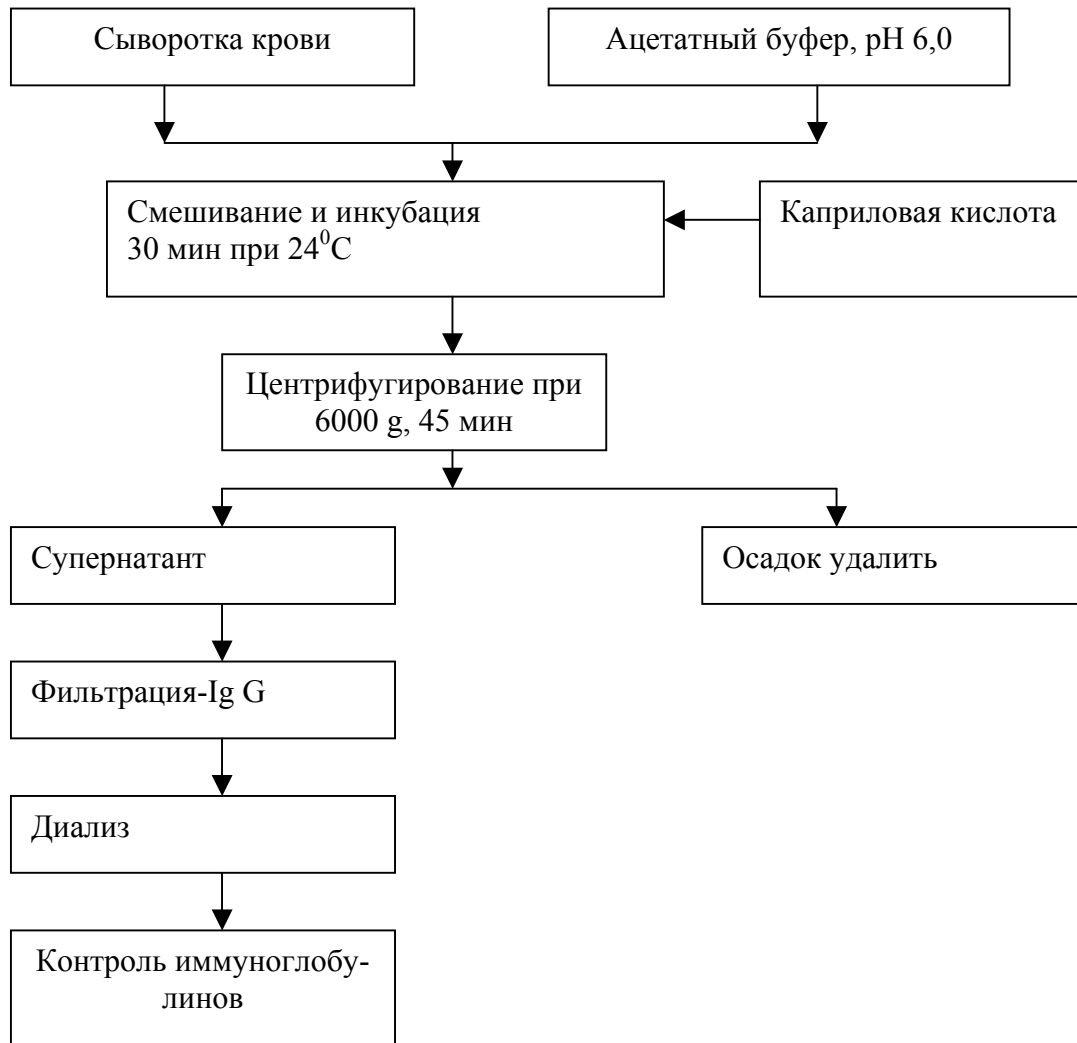 Сыворотка крови
Ацетатный буфер, рН 6,0
Смешивание и инкубация
30 мин при 24⁰С
Каприловая кислота
Центрифугирование при
6000 g, 45 мин
Супернатант
Осадок удалить
Фильтрация-Ig G
Диализ
Контроль иммуноглобу-
линов